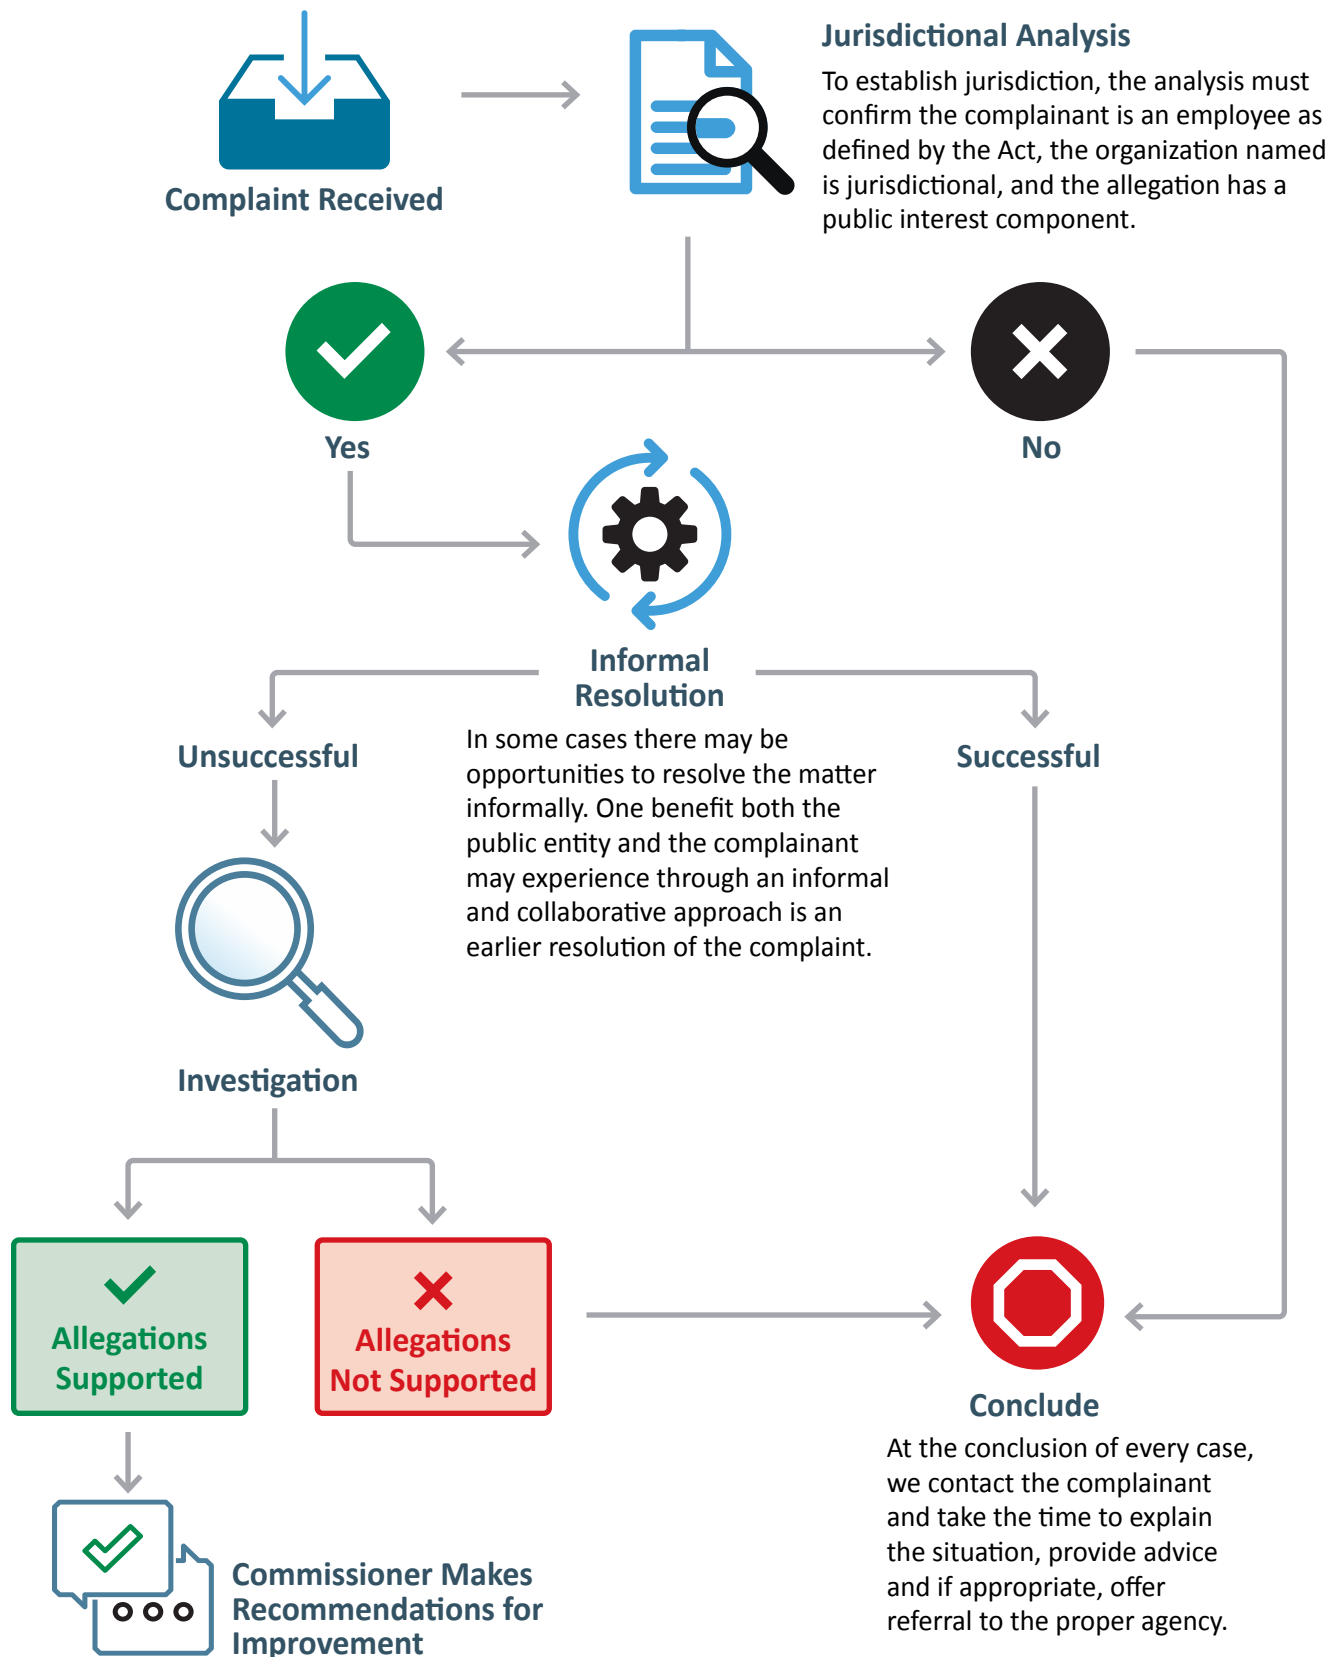 Complaint Received
Jurisdictional Analysis
To establish jurisdiction, the analysis must
confirm the complainant is an employee as
defined by the Act, the organization named
is jurisdictional, and the allegation has a
public interest component.
Yes
No
Informal
Resolution
In some cases there may be
opportunities to resolve the matter
informally. One benefit both the
public entity and the complainant
may experience through an informal
and collaborative approach is an
earlier resolution of the complaint.
Unsuccessful
Successful
Investigation
Allegations
Supported
Allegations
Not Supported
Conclude
At the conclusion of every case,
we contact the complainant
and take the time to explain
the situation, provide advice
and if appropriate, offer
referral to the proper agency.
Commissioner Makes
Recommendations for
Improvement